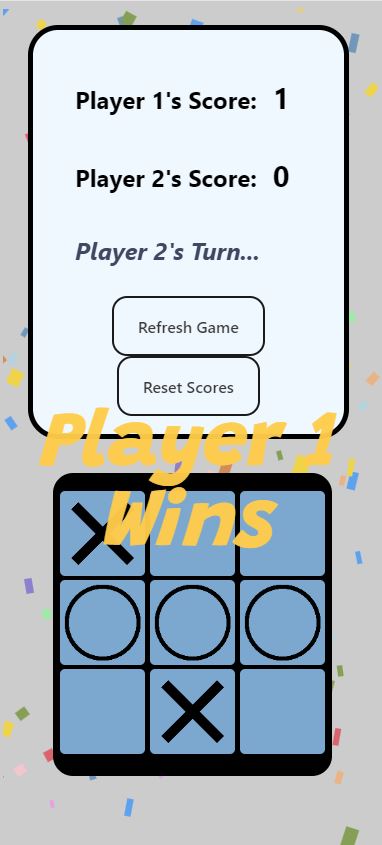 Player 1's Score: 1
Player 2's Score: 0
Player 2's Turn...
Refresh Game
Reset Scores
Player 1
Wins